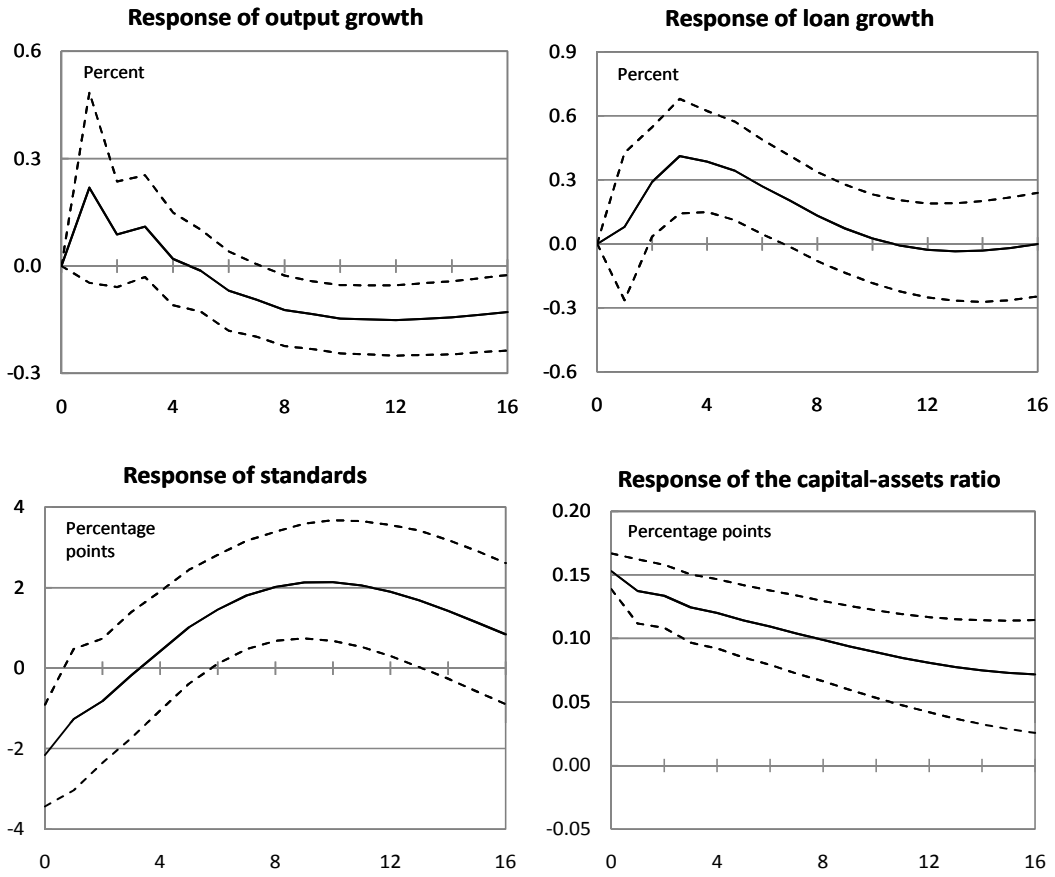 Response of output growth
Percent
0.6
0.3
0.0
-0.3
0 4 8 12 16
Response of loan growth
Percent
0.9
0.6
0.3
0.0
-0.3
-0.6
0 4 8 12 16
Response of standards
Percentage
points
4
2
0
-2
-4
0 4 8 12 16
Response of the capital-assets ratio
Percentage points
0.20
0.15
0.10
0.05
0.00
-0.05
0 4 8 12 16